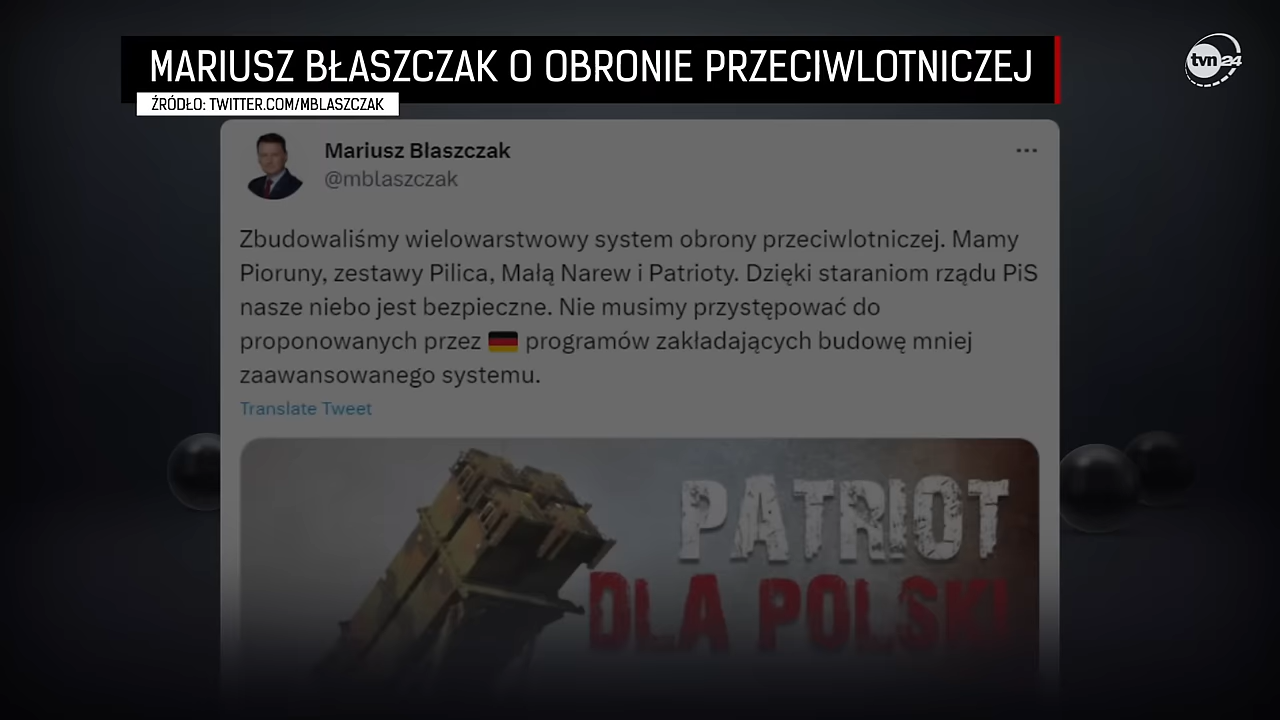 MARIUSZ BŁASZCZAK O OBRONIE PRZECIWLOTNICZEJ
ŹRÓDŁO: TWITTER.COM/MBLASZCZAK
tvn24
Mariusz Błaszczak
@mblaszczak
Zbudowaliśmy wielowarstwowy system obrony przeciwlotniczej. Mamy
Pioruny, zestawy Pilica, Małą Narew i Patrioty. Dzięki staraniom rządu PiS
nasze niebo jest bezpieczne. Nie musimy przystępować do
proponowanych przez 🇩🇪 programów zakładających budowę mniej
zaawansowanego systemu.
Translate Tweet
PATRIOT
DLA POLSKI